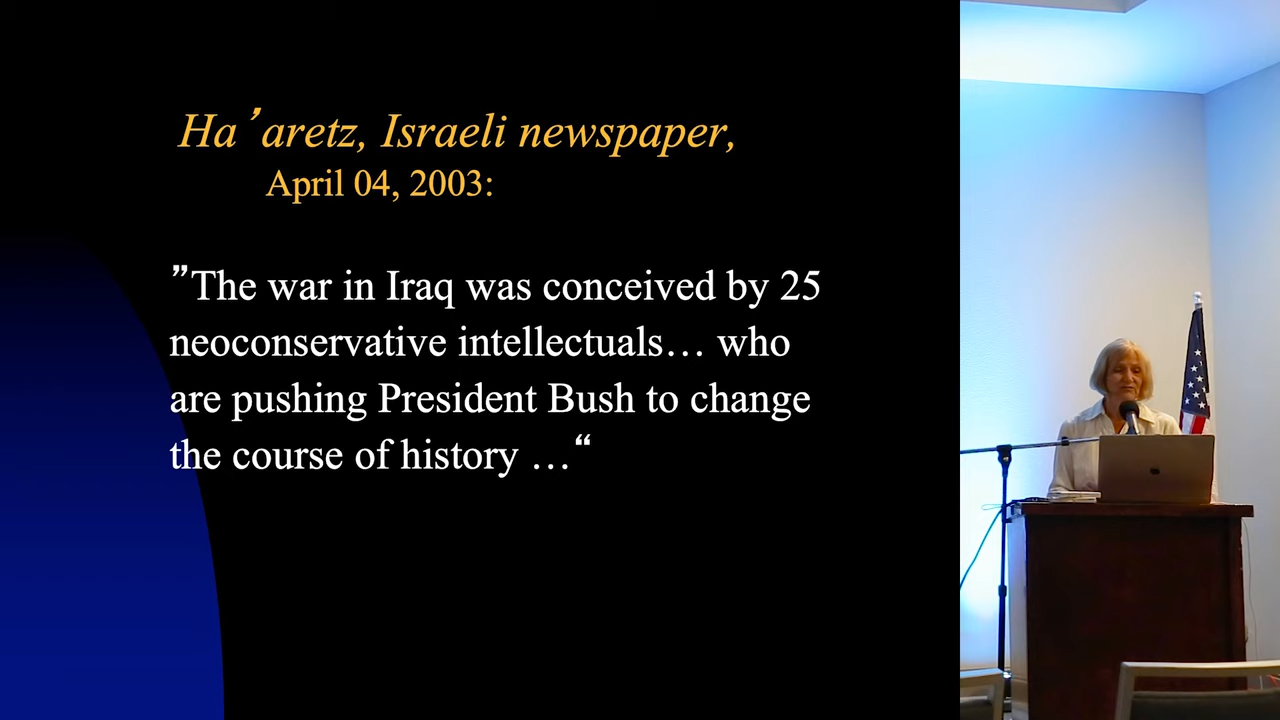 Ha’aretz, Israeli newspaper,
April 04, 2003:
”The war in Iraq was conceived by 25
neoconservative intellectuals… who
are pushing President Bush to change
the course of history …“